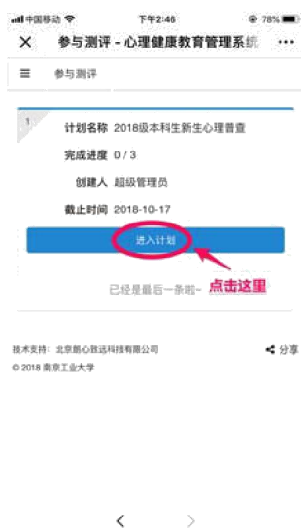 中国移动 下午2:46 78%
参与测评 - 心理健康教育管理系统
参与测评
1
计划名称 2018级本科生新生心理普查
完成进度 0 / 3
创建人 超级管理员
截止时间 2018-10-17
进入计划
点击这里
已经是最后一条啦~
技术支持：北京朗心致远科技有限公司
分享
© 2018 南京工业大学